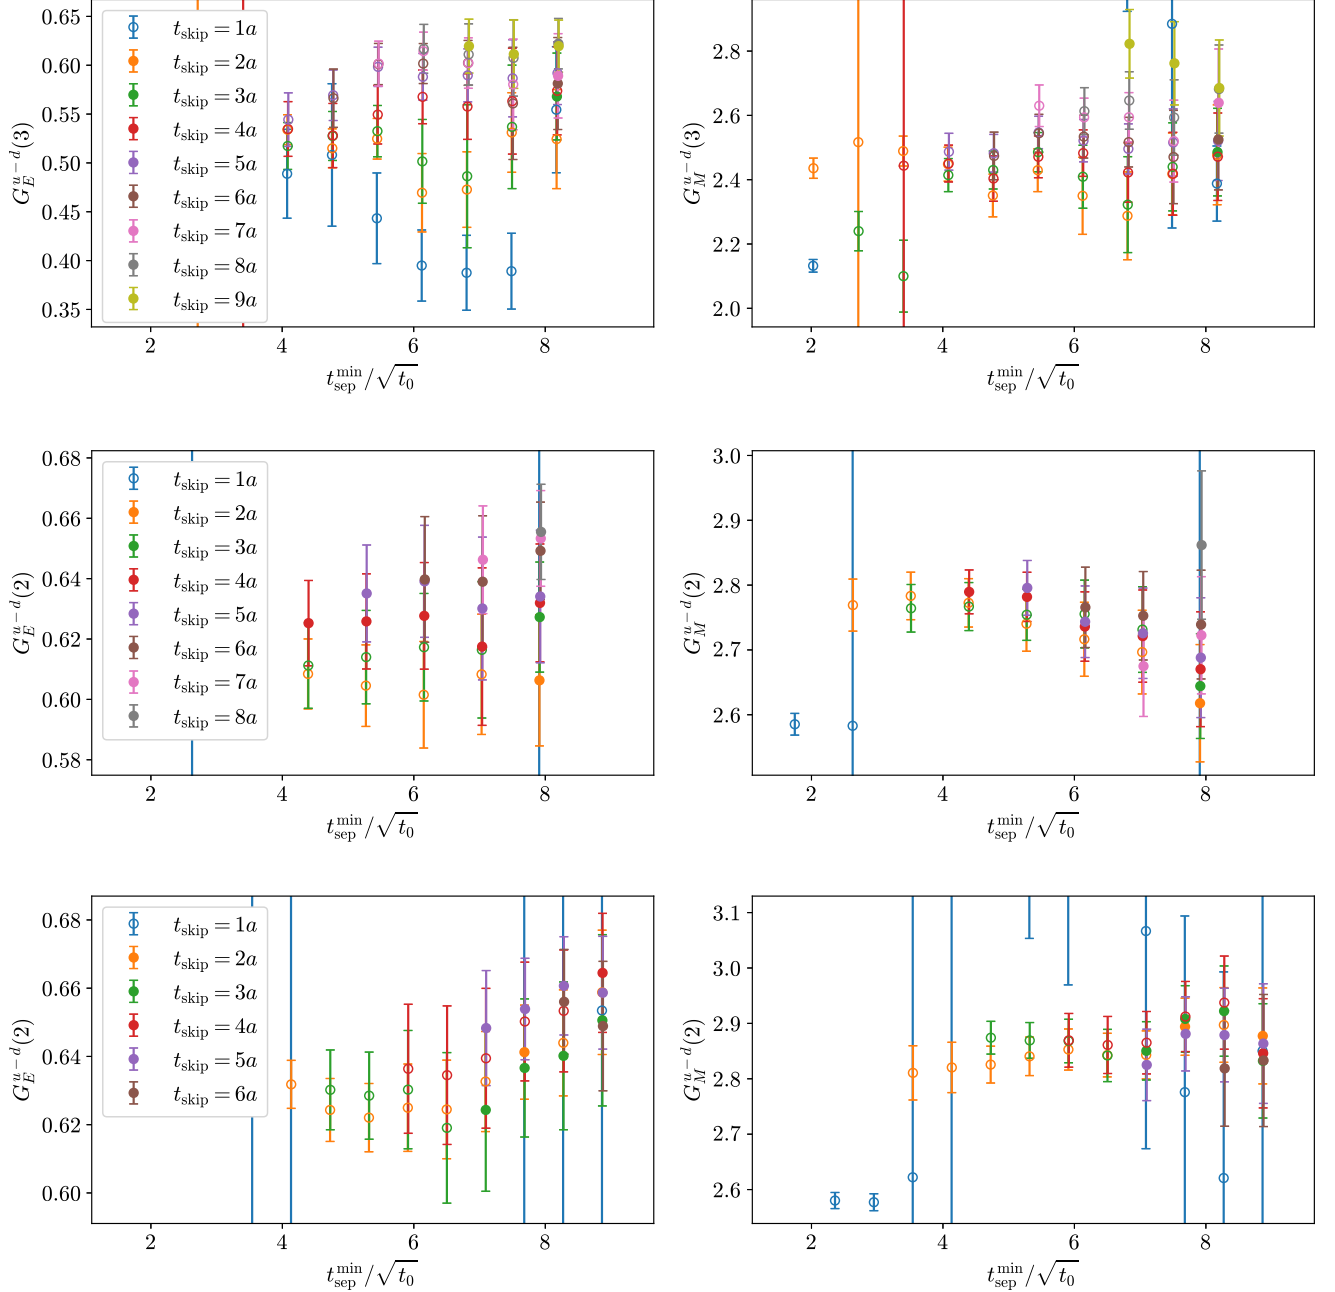 0.65
0.60
0.55
0.50
0.45
0.40
0.35
G_E^{u-d}(3)
t_skip = 1a
t_skip = 2a
t_skip = 3a
t_skip = 4a
t_skip = 5a
t_skip = 6a
t_skip = 7a
t_skip = 8a
t_skip = 9a
2 4 6 8
t_sep^min/√t_0
2.8
2.6
2.4
2.2
2.0
G_M^{u-d}(3)
2 4 6 8
t_sep^min/√t_0
0.68
0.66
0.64
0.62
0.60
0.58
G_E^{u-d}(2)
t_skip = 1a
t_skip = 2a
t_skip = 3a
t_skip = 4a
t_skip = 5a
t_skip = 6a
t_skip = 7a
t_skip = 8a
2 4 6 8
t_sep^min/√t_0
3.0
2.9
2.8
2.7
2.6
G_M^{u-d}(2)
2 4 6 8
t_sep^min/√t_0
0.68
0.66
0.64
0.62
0.60
G_E^{u-d}(2)
t_skip = 1a
t_skip = 2a
t_skip = 3a
t_skip = 4a
t_skip = 5a
t_skip = 6a
2 4 6 8
t_sep^min/√t_0
3.1
3.0
2.9
2.8
2.7
2.6
G_M^{u-d}(2)
2 4 6 8
t_sep^min/√t_0